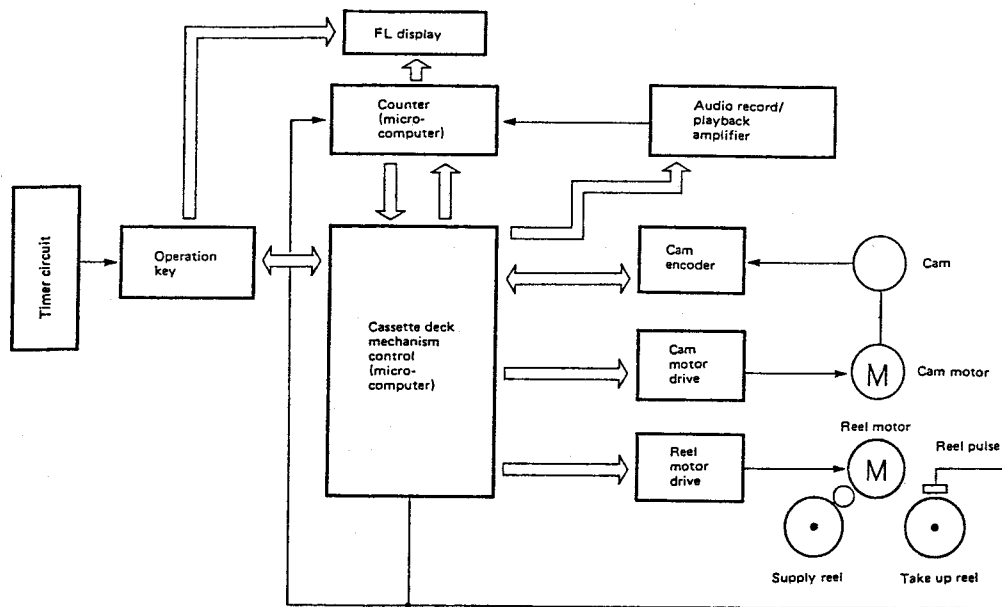 FL display
Counter
(micro-
computer)
Audio record/
playback
amplifier
Timer circuit
Operation
key
Cassette deck
mechanism
control
(micro-
computer)
Cam
encoder
Cam
Cam
motor
drive
M
Cam motor
Reel motor
Reel pulse
Reel
motor
drive
M
Supply reel
Take up reel